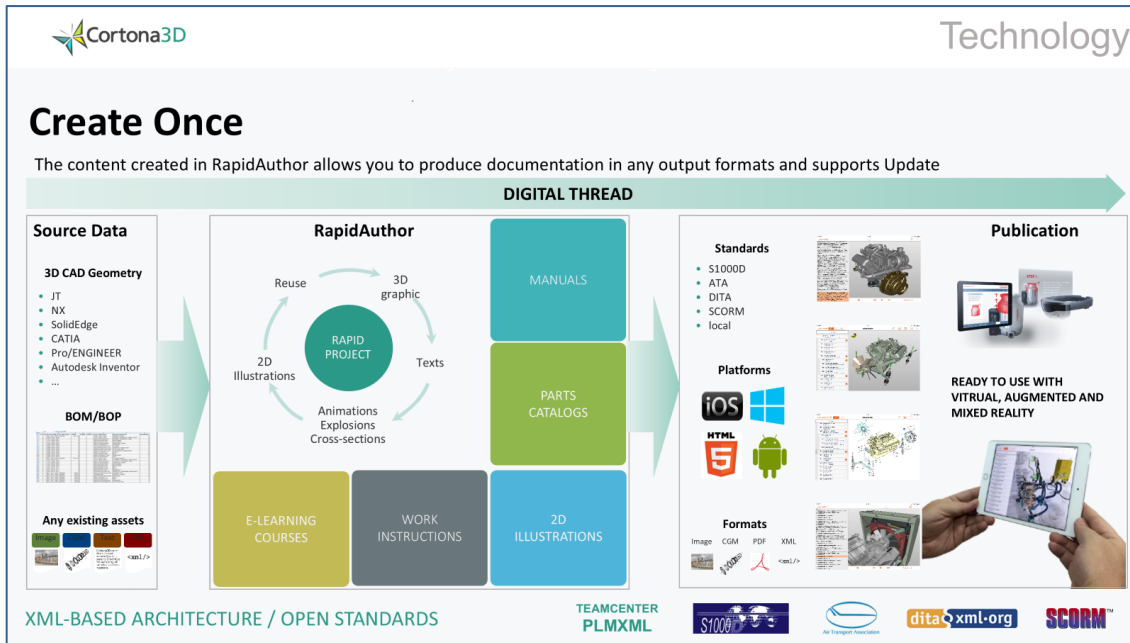 Cortona3D
Technology
Create Once
The content created in RapidAuthor allows you to produce documentation in any output formats and supports Update
DIGITAL THREAD
Source Data
3D CAD Geometry
• JT
• NX
• SolidEdge
• CATIA
• Pro/ENGINEER
• Autodesk Inventor
• ...
BOM/BOP
Any existing assets
Image
Text
<xml/>
RapidAuthor
Reuse
3D
graphic
RAPID
PROJECT
2D
Illustrations
Texts
Animations
Explosions
Cross-sections
MANUALS
PARTS
CATALOGS
E-LEARNING
COURSES
WORK
INSTRUCTIONS
2D
ILLUSTRATIONS
Standards
• S1000D
• ATA
• DITA
• SCORM
• local
Platforms
iOS
HTML
5
Formats
Image CGM PDF XML
<xml/>
Publication
READY TO USE WITH
VITRUAL, AUGMENTED AND
MIXED REALITY
XML-BASED ARCHITECTURE / OPEN STANDARDS
TEAMCENTER
PLMXML
S1000D
Air Transport Association
dita xml·org
SCORM™